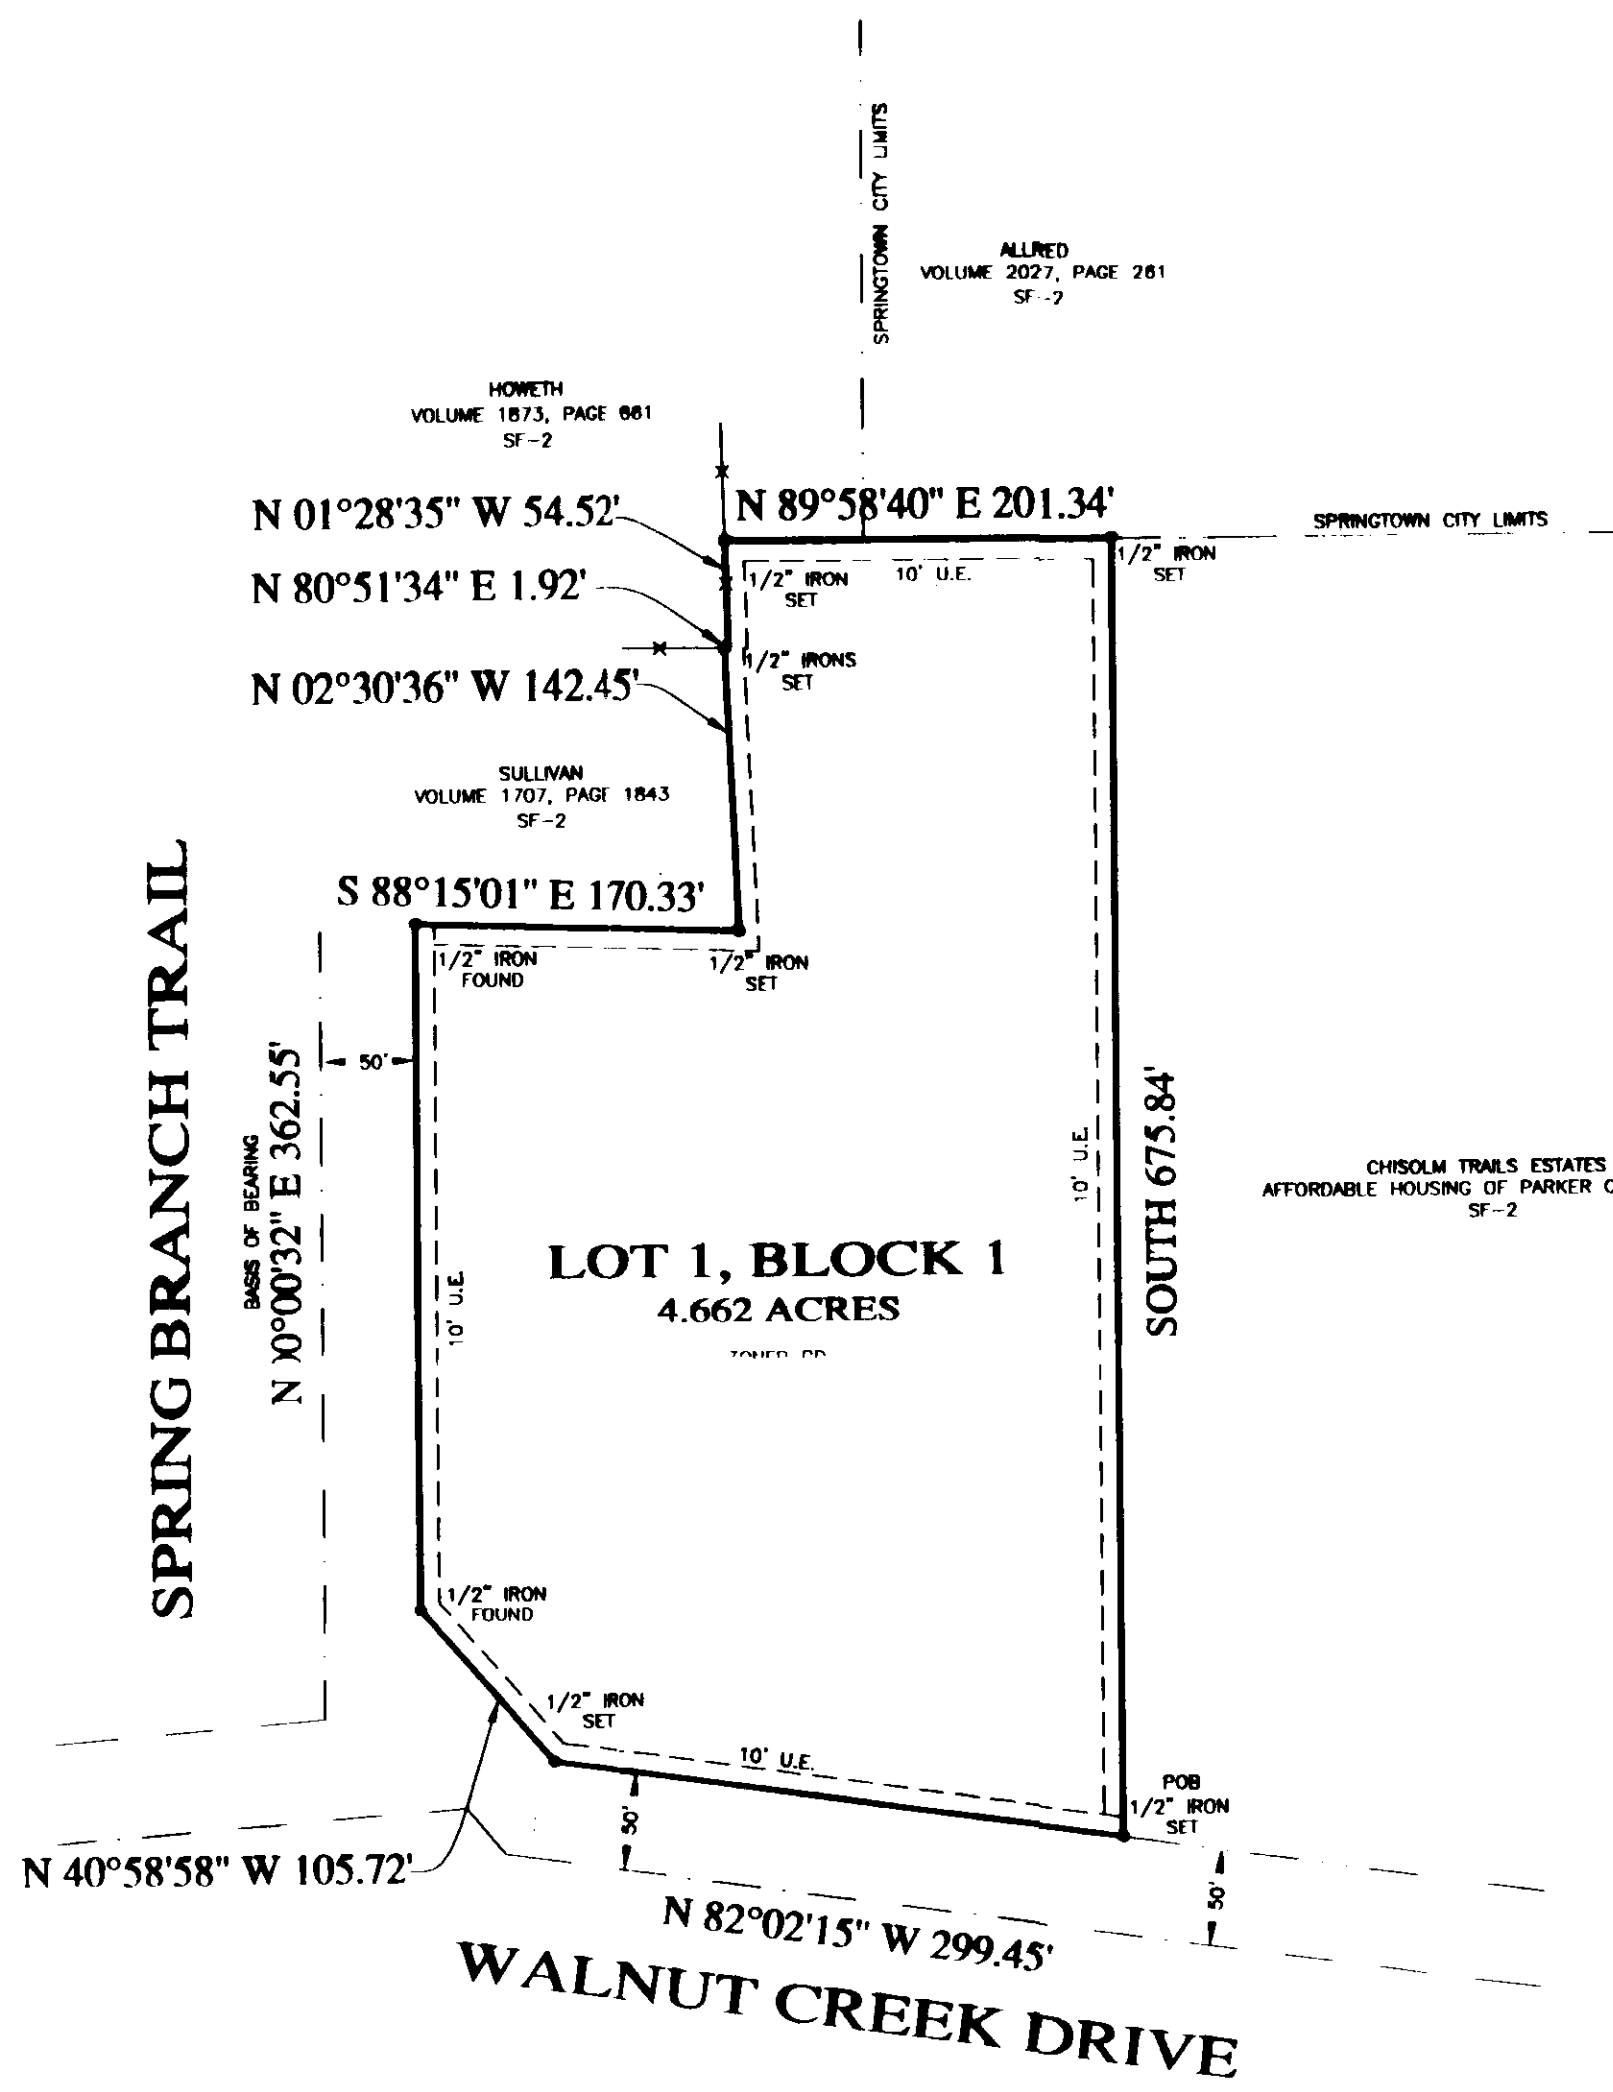 SPRINGTOWN CITY LIMITS
ALLRED
VOLUME 2027, PAGE 261
SF-2
HOWETH
VOLUME 1873, PAGE 661
SF-2
N 01°28'35" W 54.52'
N 89°58'40" E 201.34'
SPRINGTOWN CITY LIMITS
1/2" IRON
SET
10' U.E.
1/2" IRON
SET
N 80°51'34" E 1.92'
1/2" IRONS
SET
N 02°30'36" W 142.45'
SULLIVAN
VOLUME 1707, PAGE 1843
SF-2
S 88°15'01" E 170.33'
1/2" IRON
FOUND
1/2" IRON
SET
SPRING BRANCH TRAIL
BASIS OF BEARING
N 0°00'32" E 362.55'
50'
10' U.E.
10' U.E.
SOUTH 675.84'
CHISOLM TRAILS ESTATES
AFFORDABLE HOUSING OF PARKER
SF-2
LOT 1, BLOCK 1
4.662 ACRES
1/2" IRON
FOUND
1/2" IRON
SET
10' U.E.
POB
1/2" IRON
SET
50'
50'
N 40°58'58" W 105.72'
N 82°02'15" W 299.45'
WALNUT CREEK DRIVE